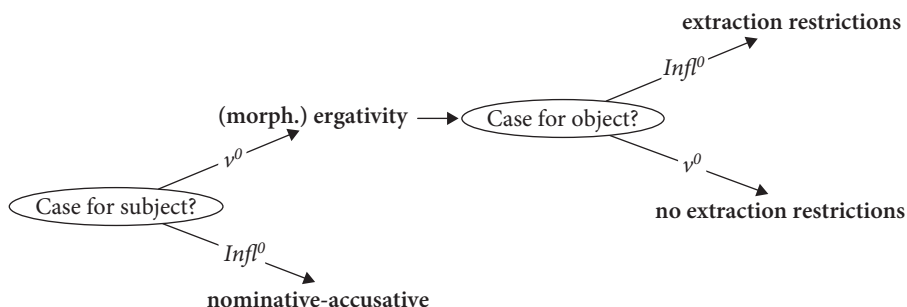 extraction restrictions
Infl⁰
(morph.) ergativity
Case for object?
v⁰
v⁰
Case for subject?
no extraction restrictions
Infl⁰
nominative-accusative